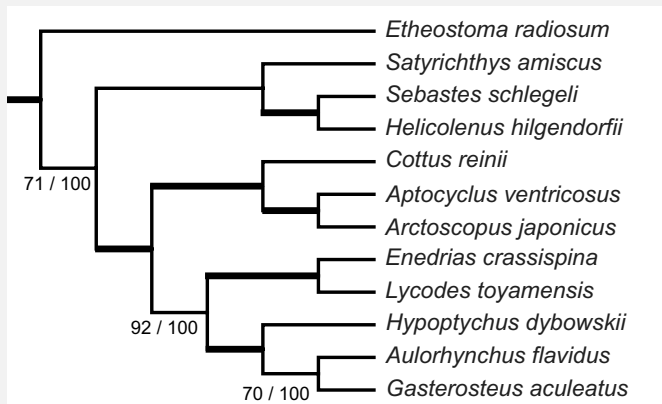 Etheostoma radiosum
Satyrichthys amiscus
Sebastes schlegeli
Helicolenus hilgendorfii
Cottus reinii
71 / 100
Aptocyclus ventricosus
Arctoscopus japonicus
Enedrias crassispina
Lycodes toyamensis
Hypoptychus dybowskii
92 / 100
Aulorhynchus flavidus
Gasterosteus aculeatus
70 / 100